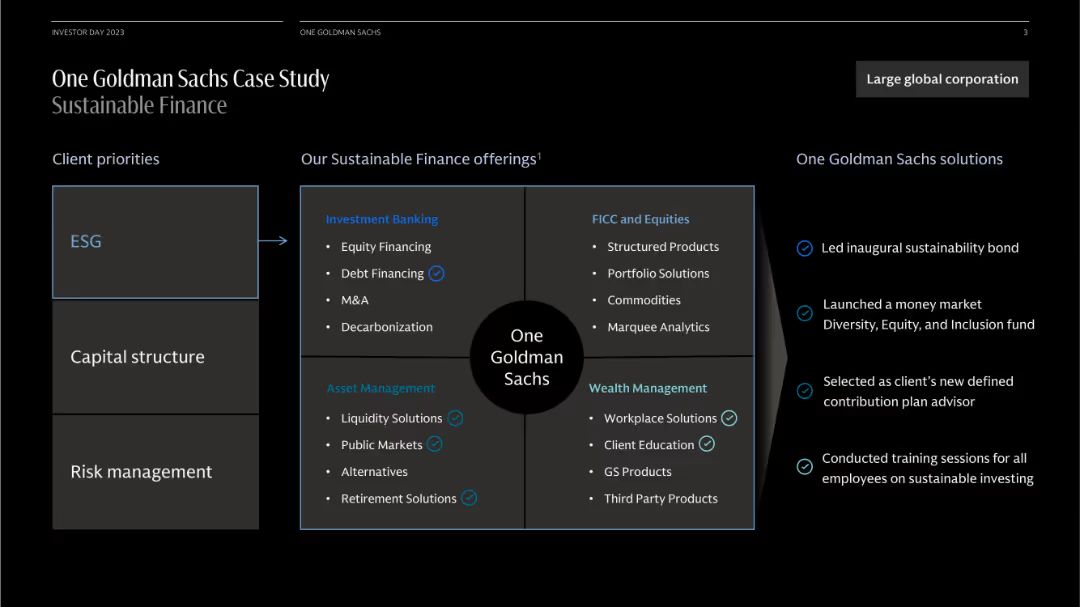 INVESTOR DAY 2023
ONE GOLDMAN SACHS
3
One Goldman Sachs Case Study
Sustainable Finance
Large global corporation
Client priorities
ESG
Capital structure
Risk management
Our Sustainable Finance offerings¹
Investment Banking
• Equity Financing
• Debt Financing
• M&A
• Decarbonization
FICC and Equities
• Structured Products
• Portfolio Solutions
• Commodities
• Marquee Analytics
One
Goldman
Sachs
Asset Management
• Liquidity Solutions
• Public Markets
• Alternatives
• Retirement Solutions
Wealth Management
• Workplace Solutions
• Client Education
• GS Products
• Third Party Products
One Goldman Sachs solutions
Led inaugural sustainability bond
Launched a money market
Diversity, Equity, and Inclusion fund
Selected as client's new defined
contribution plan advisor
Conducted training sessions for all
employees on sustainable investing